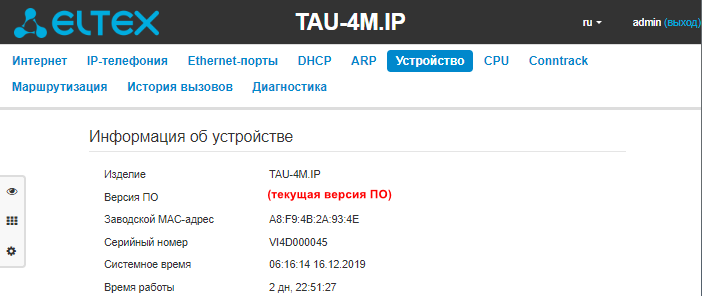 ELTEX TAU-4M.IP ru admin (выход)
Интернет IP-телефония Ethernet-порты DHCP ARP Устройство CPU Conntrack
Маршрутизация История вызовов Диагностика
Информация об устройстве
Изделие TAU-4M.IP
Версия ПО (текущая версия ПО)
Заводской MAC-адрес A8:F9:4B:2A:93:4E
Серийный номер VI4D000045
Системное время 06:16:14 16.12.2019
Время работы 2 дн, 22:51:27